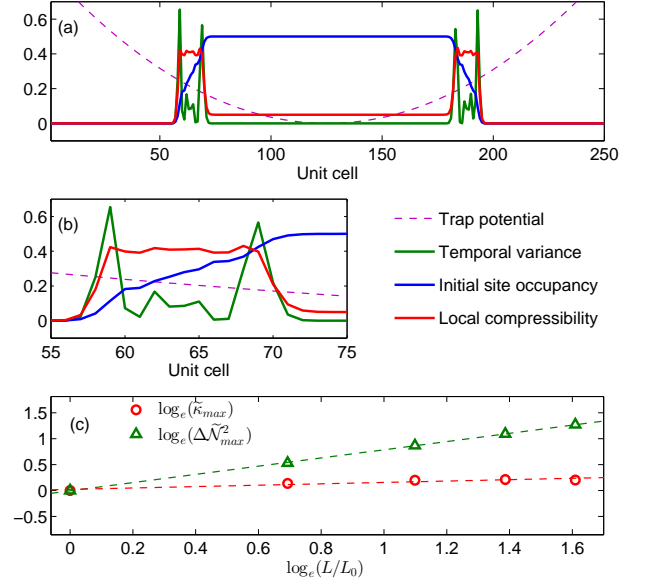 (a)
0.6
0.4
0.2
0
50
100
150
200
250
Unit cell
(b)
0.6
0.4
0.2
0
55
60
65
70
75
Unit cell
Trap potential
Temporal variance
Initial site occupancy
Local compressibility
(c)
log_e(κ̃_max)
log_e(ΔÑ²_max)
1.5
1
0.5
0
−0.5
0
0.2
0.4
0.6
0.8
1.0
1.2
1.4
1.6
log_e(L/L_0)